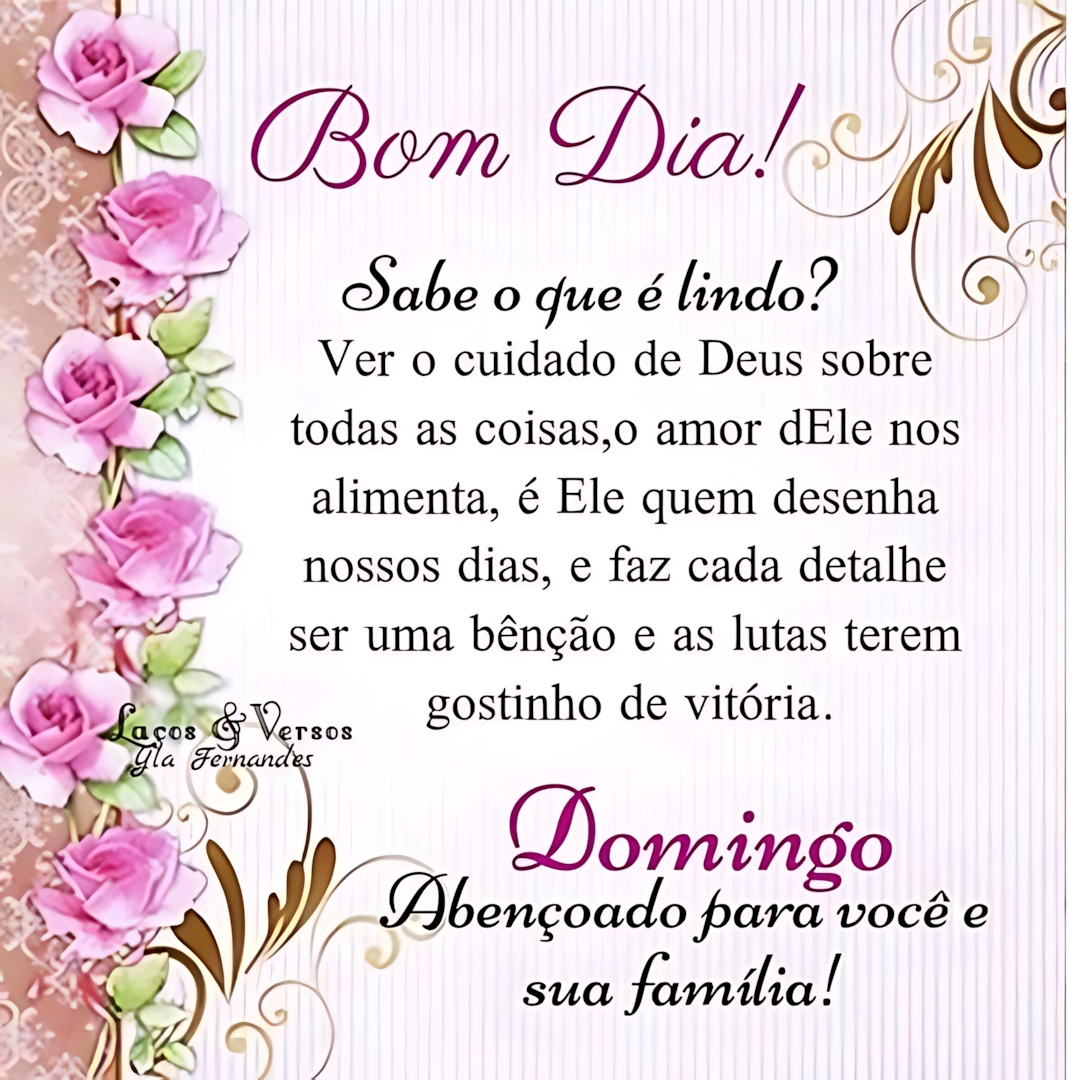 Bom Dia!
Sabe o que é lindo?
Ver o cuidado de Deus sobre
todas as coisas,o amor dEle nos
alimenta, é Ele quem desenha
nossos dias, e faz cada detalhe
ser uma bênção e as lutas terem
gostinho de vitória.
Laços & Versos
Gla Fernandes
Domingo
Abençoado para você e
sua família!